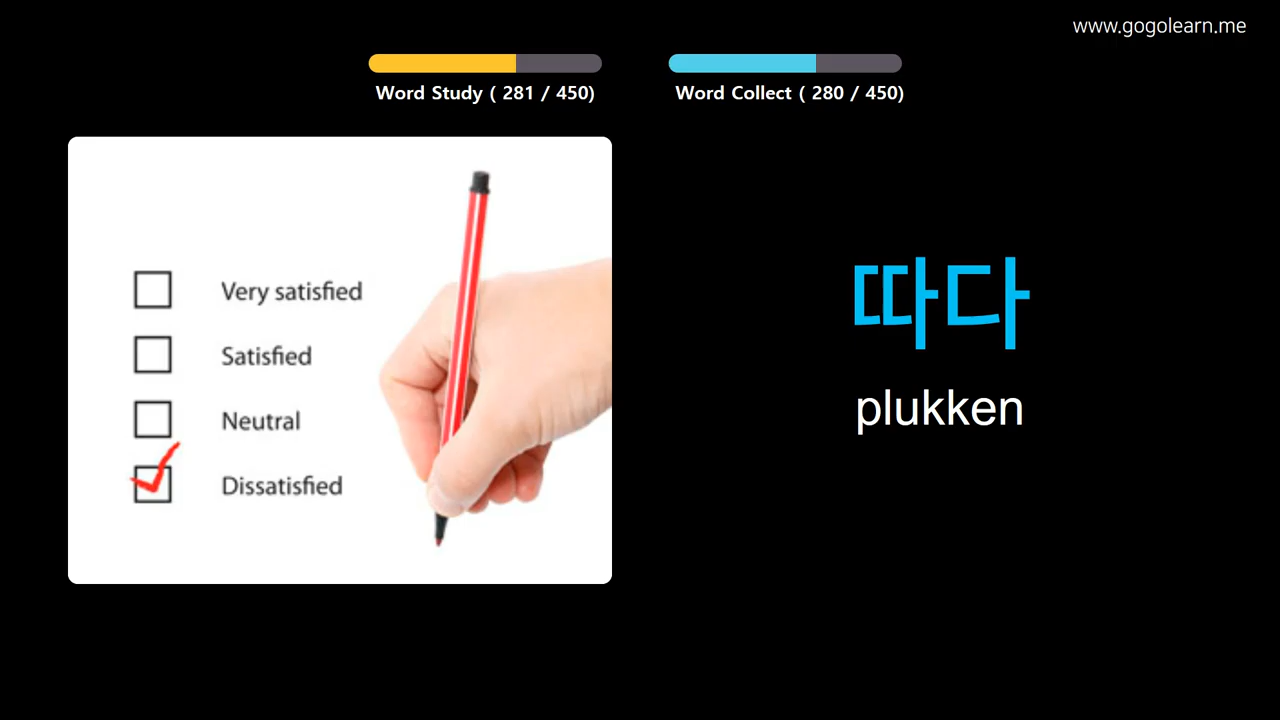 www.gogolearn.me
Word Study ( 281 / 450)
Word Collect ( 280 / 450)
Very satisfied
Satisfied
Neutral
Dissatisfied
따다
plukken